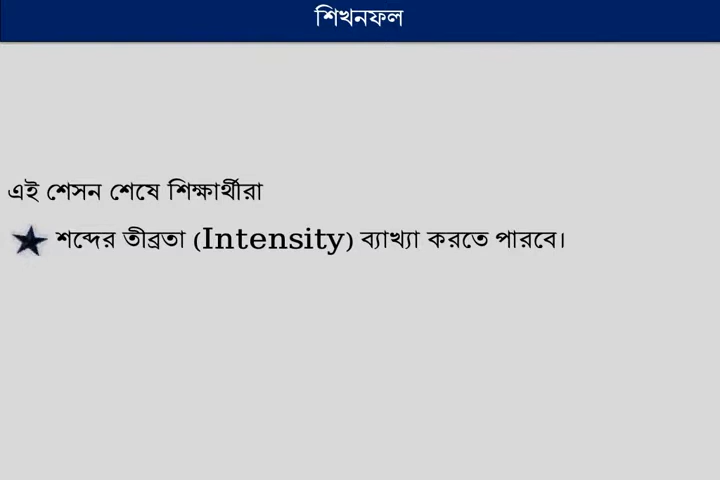 শিখনফল
এই শেসন শেষে শিক্ষার্থীরা
শব্দের তীব্রতা (Intensity) ব্যাখ্যা করতে পারবে।